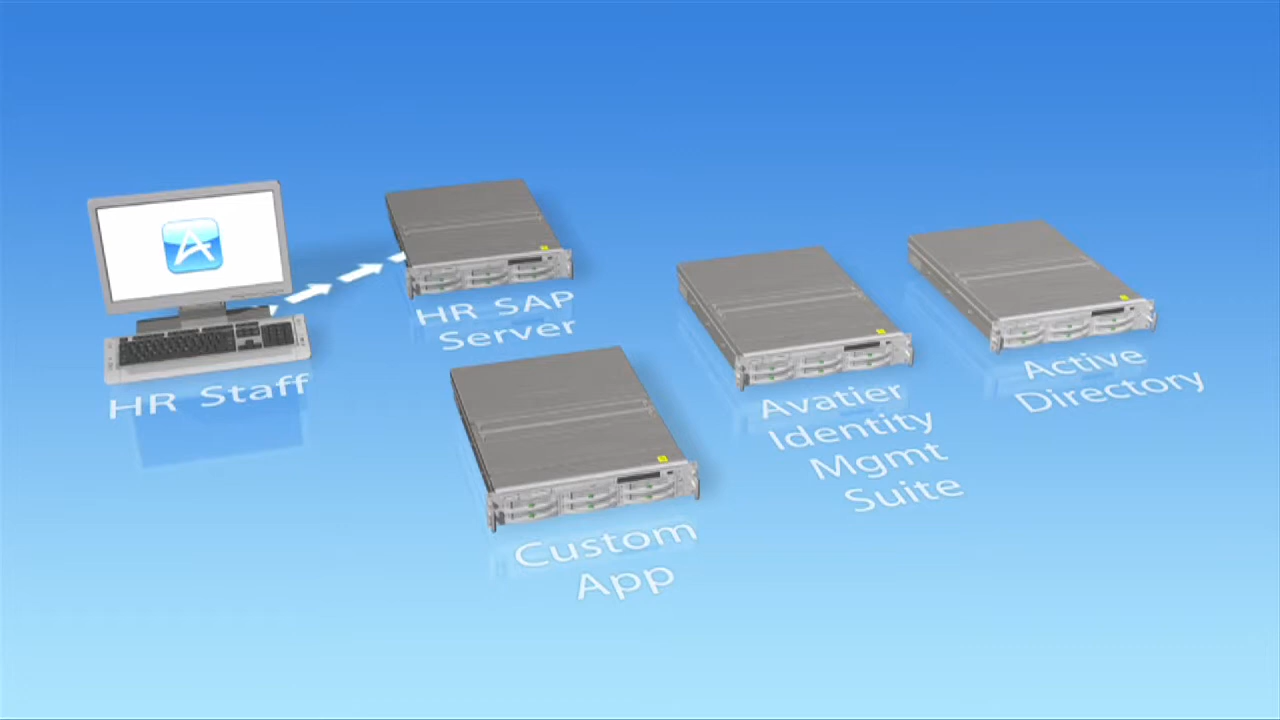 HR Staff
HR SAP
Server
Custom
App
Avatier
Identity
Mgmt
Suite
Active
Directory